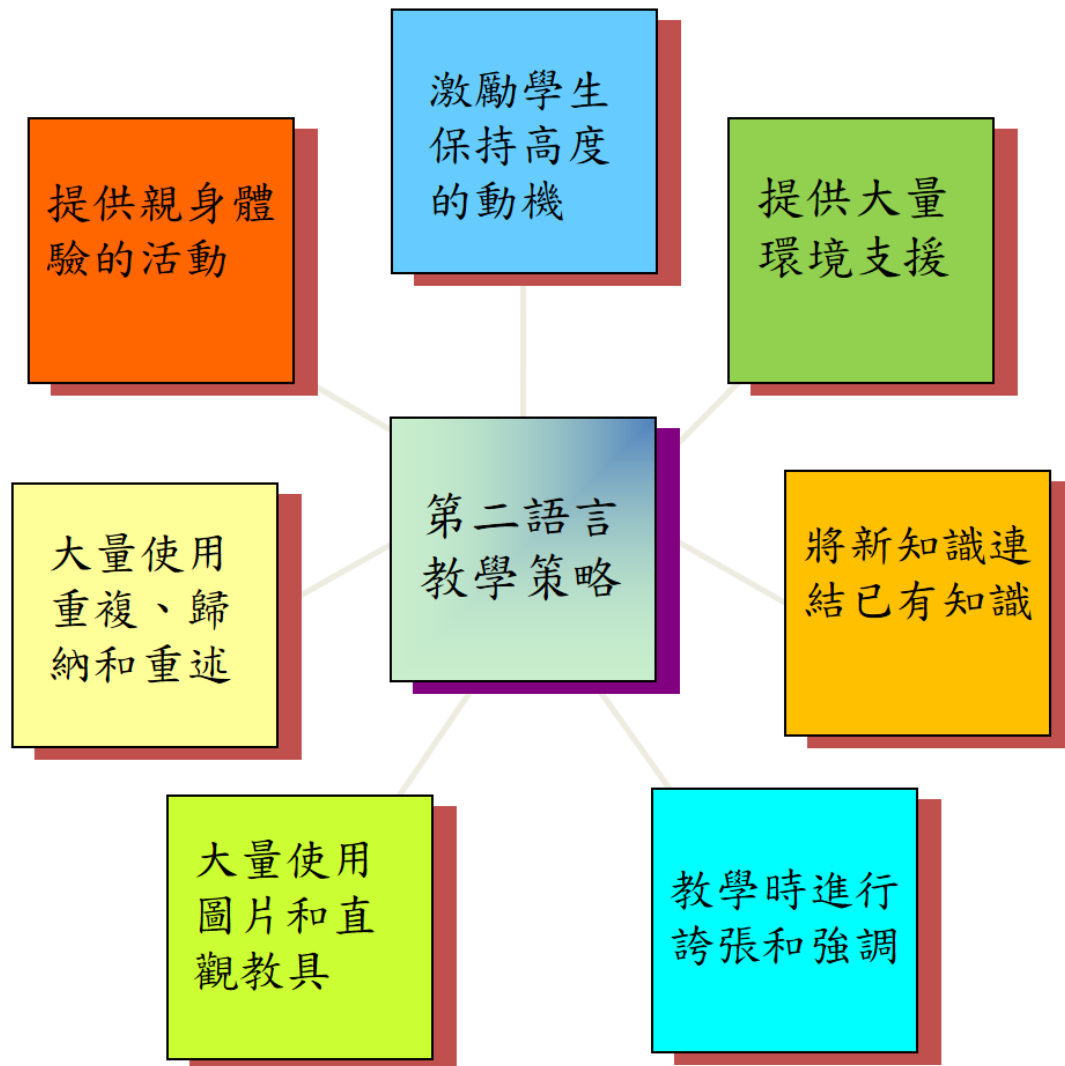 激勵學生
保持高度
的動機
提供親身體
驗的活動
提供大量
環境支援
第二語言
教學策略
大量使用
重複、歸
納和重述
將新知識連
結已有知識
大量使用
圖片和直
觀教具
教學時進行
誇張和強調